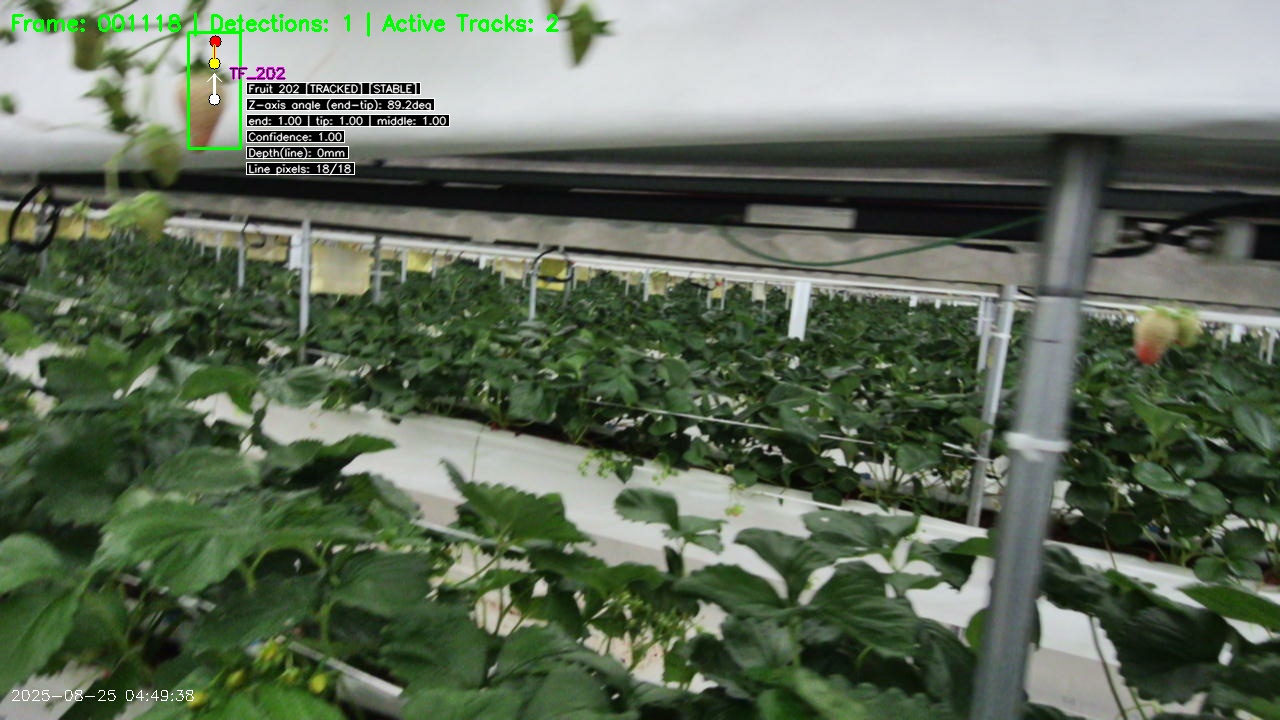 Frame: 001118 | Detections: 1 | Active Tracks: 2
TF_202
Fruit 202 [TRACKED] [STABLE]
Z-axis angle (end-tip): 89.2deg
end: 1.00 | tip: 1.00 | middle: 1.00
Confidence: 1.00
Depth(line): 0mm
Line pixels: 18/18
2025-08-25 04:49:38